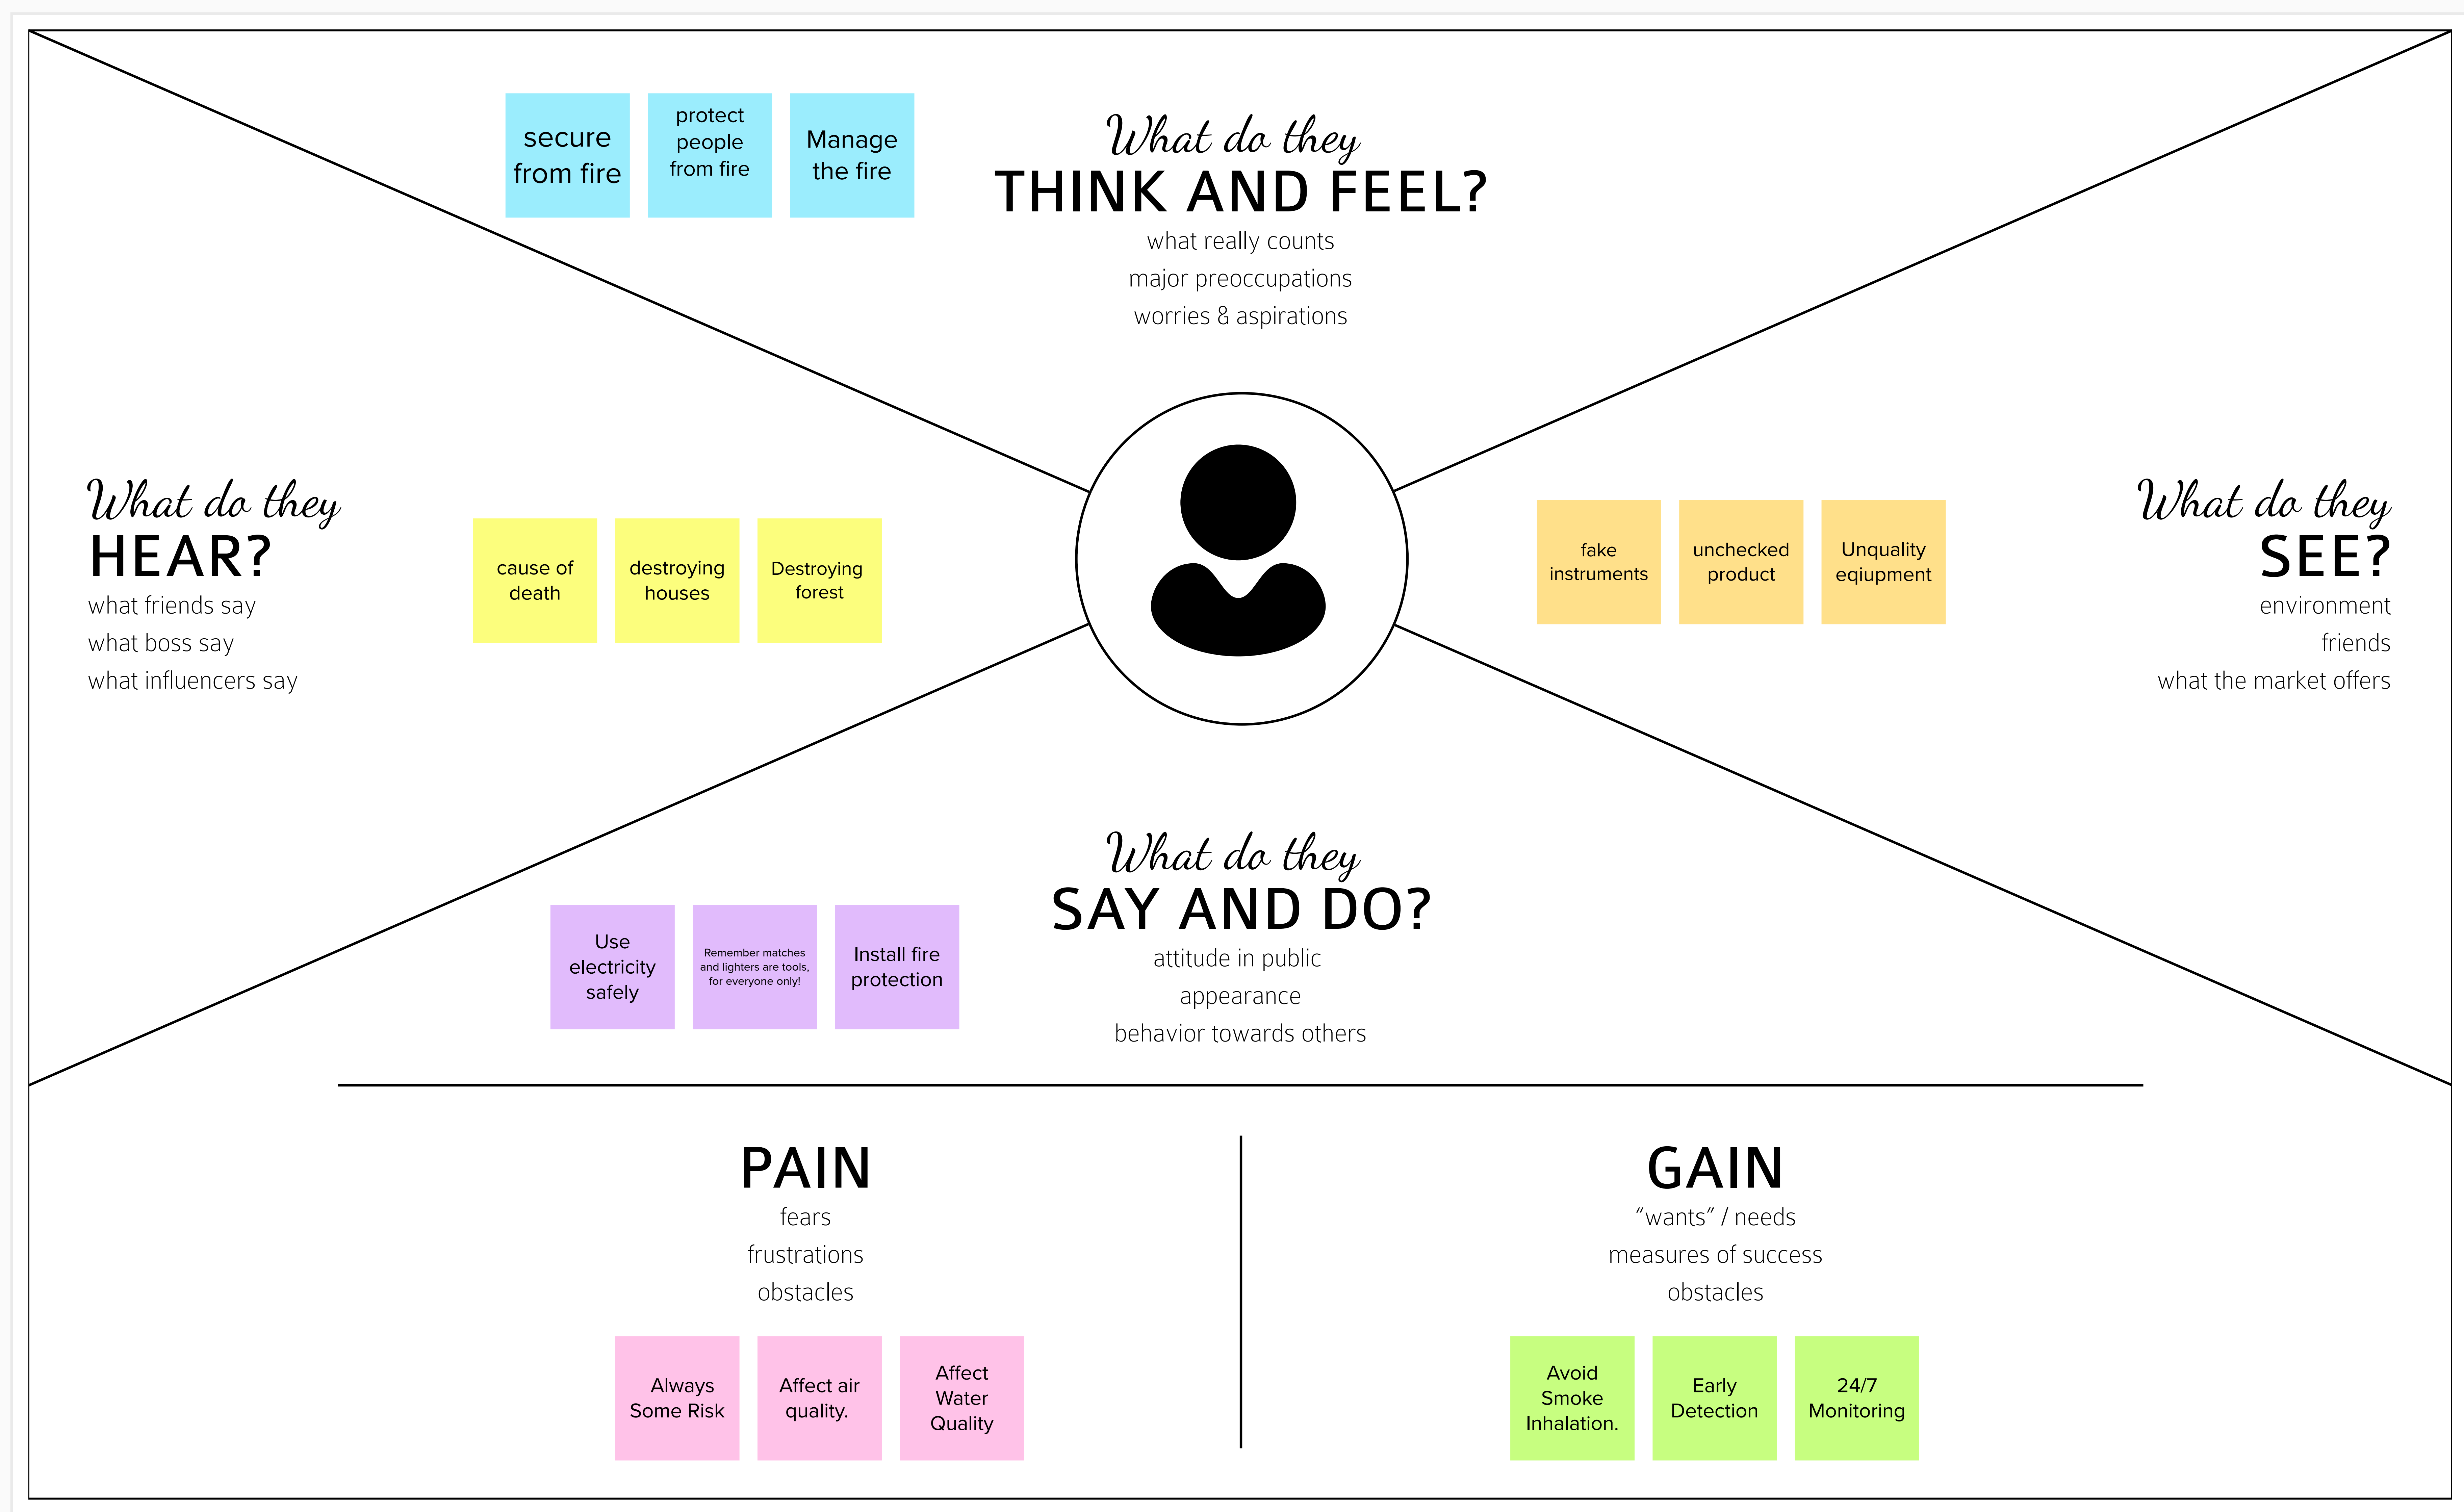 secure
from fire
protect
people
from fire
Manage
the fire
What do they
THINK AND FEEL?
what really counts
major preoccupations
worries & aspirations
What do they
HEAR?
what friends say
what boss say
what influencers say
cause of
death
destroying
houses
Destroying
forest
fake
instruments
unchecked
product
Unquality
eqiupment
What do they
SEE?
environment
friends
what the market offers
What do they
SAY AND DO?
attitude in public
appearance
behavior towards others
Use
electricity
safely
Remember matches
and lighters are tools,
for everyone only!
Install fire
protection
PAIN
fears
frustrations
obstacles
Always
Some Risk
Affect air
quality.
Affect
Water
Quality
GAIN
“wants” / needs
measures of success
obstacles
Avoid
Smoke
Inhalation.
Early
Detection
24/7
Monitoring